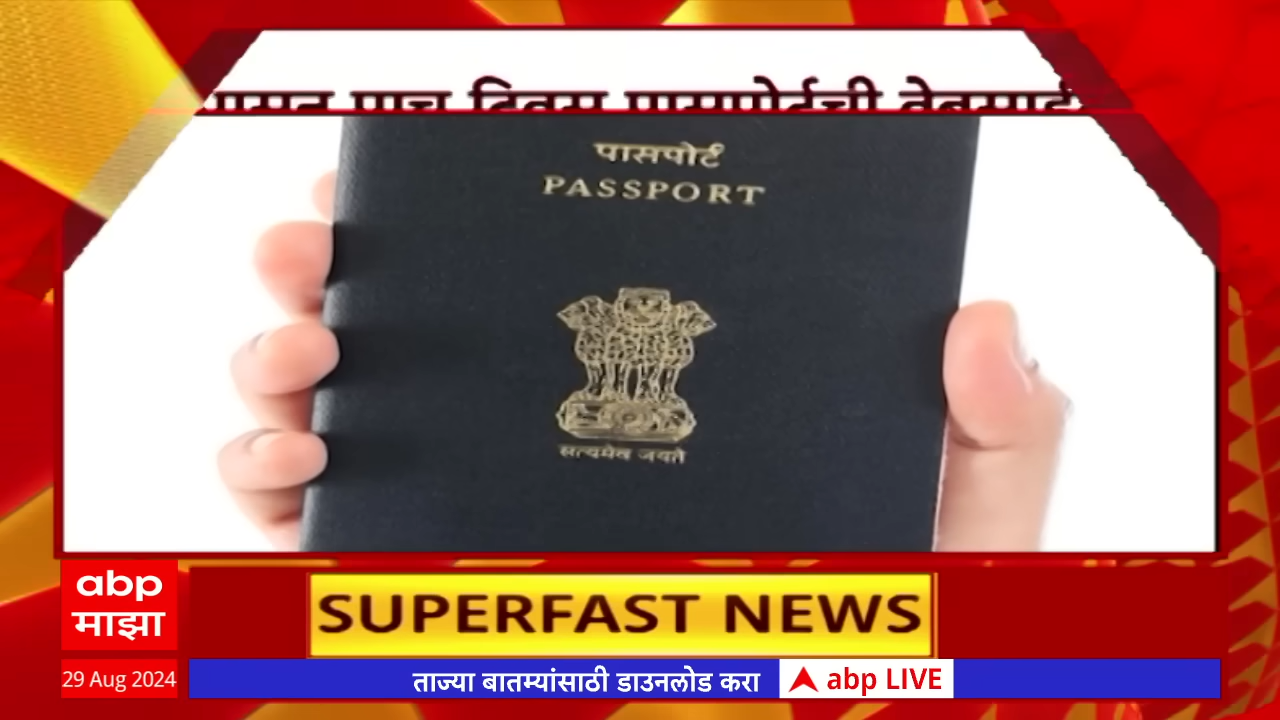 पासपोर्ट
PASSPORT
सत्यमेव जयते
abp
माझा
SUPERFAST NEWS
29 Aug 2024
ताज्या बातम्यांसाठी डाउनलोड करा
abp LIVE